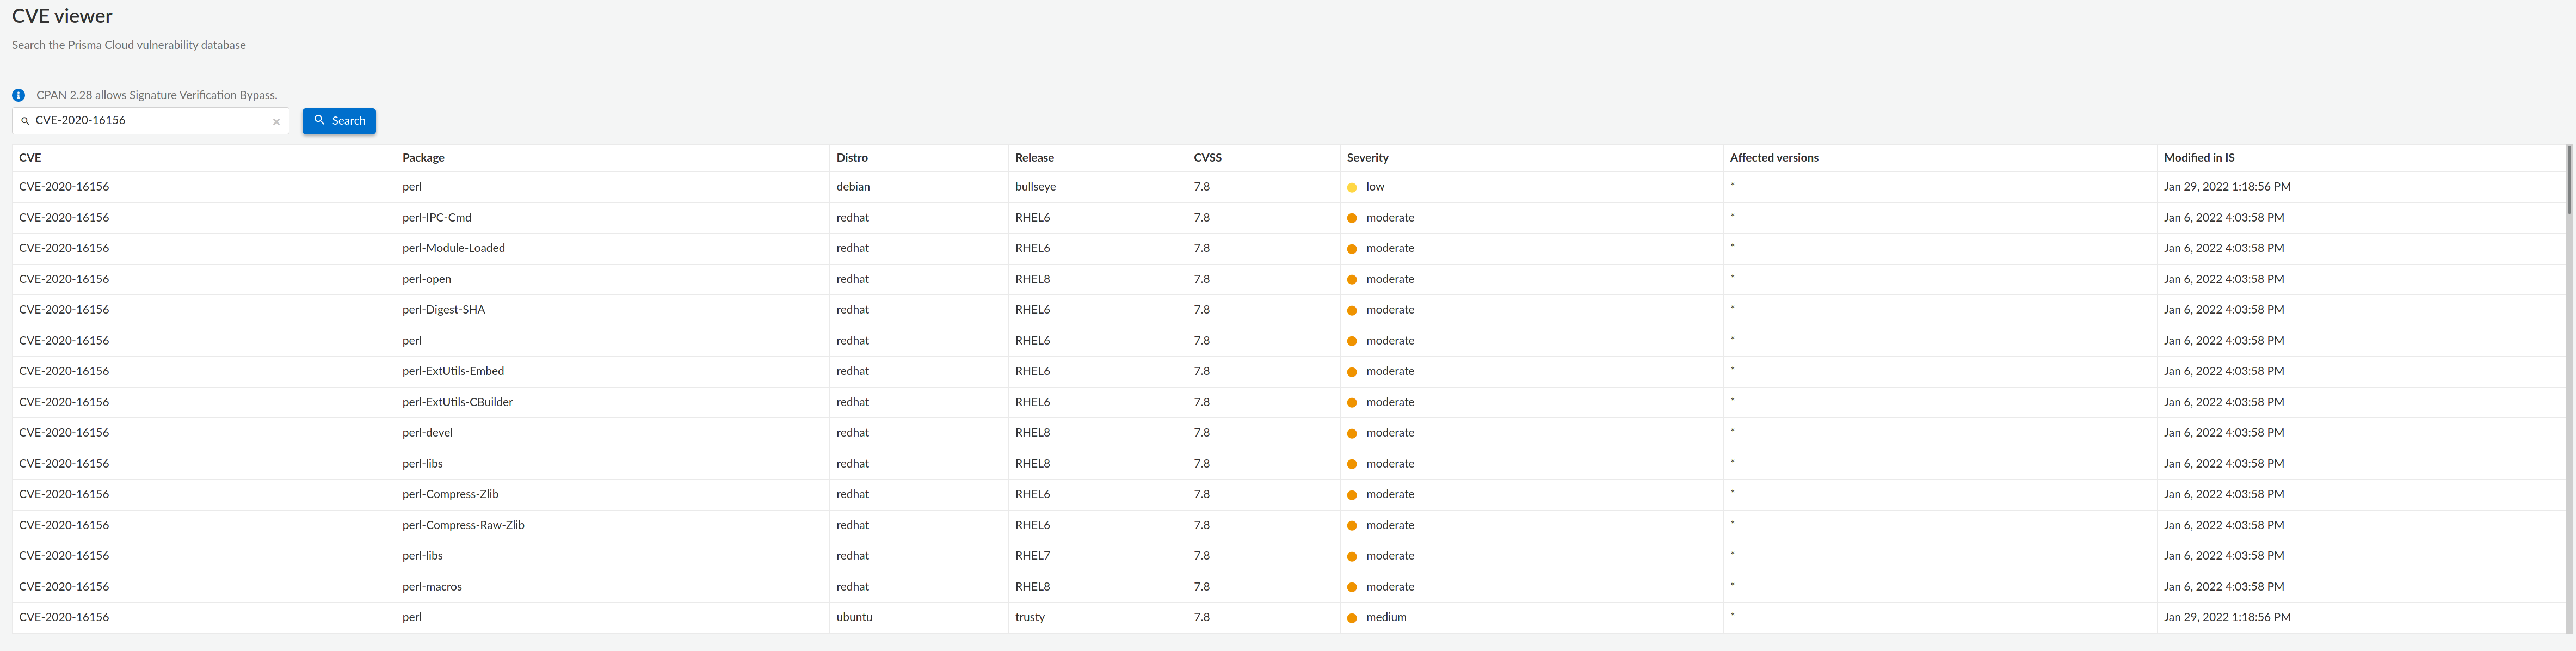 CVE viewer
Search the Prisma Cloud vulnerability database
CPAN 2.28 allows Signature Verification Bypass.
CVE-2020-16156 Search
CVE Package Distro Release CVSS Severity Affected versions Modified in IS
CVE-2020-16156 perl debian bullseye 7.8 low * Jan 29, 2022 1:18:56 PM
CVE-2020-16156 perl-IPC-Cmd redhat RHEL6 7.8 moderate * Jan 6, 2022 4:03:58 PM
CVE-2020-16156 perl-Module-Loaded redhat RHEL6 7.8 moderate * Jan 6, 2022 4:03:58 PM
CVE-2020-16156 perl-open redhat RHEL8 7.8 moderate * Jan 6, 2022 4:03:58 PM
CVE-2020-16156 perl-Digest-SHA redhat RHEL6 7.8 moderate * Jan 6, 2022 4:03:58 PM
CVE-2020-16156 perl redhat RHEL6 7.8 moderate * Jan 6, 2022 4:03:58 PM
CVE-2020-16156 perl-ExtUtils-Embed redhat RHEL6 7.8 moderate * Jan 6, 2022 4:03:58 PM
CVE-2020-16156 perl-ExtUtils-CBuilder redhat RHEL6 7.8 moderate * Jan 6, 2022 4:03:58 PM
CVE-2020-16156 perl-devel redhat RHEL8 7.8 moderate * Jan 6, 2022 4:03:58 PM
CVE-2020-16156 perl-libs redhat RHEL8 7.8 moderate * Jan 6, 2022 4:03:58 PM
CVE-2020-16156 perl-Compress-Zlib redhat RHEL6 7.8 moderate * Jan 6, 2022 4:03:58 PM
CVE-2020-16156 perl-Compress-Raw-Zlib redhat RHEL6 7.8 moderate * Jan 6, 2022 4:03:58 PM
CVE-2020-16156 perl-libs redhat RHEL7 7.8 moderate * Jan 6, 2022 4:03:58 PM
CVE-2020-16156 perl-macros redhat RHEL8 7.8 moderate * Jan 6, 2022 4:03:58 PM
CVE-2020-16156 perl ubuntu trusty 7.8 medium * Jan 29, 2022 1:18:56 PM